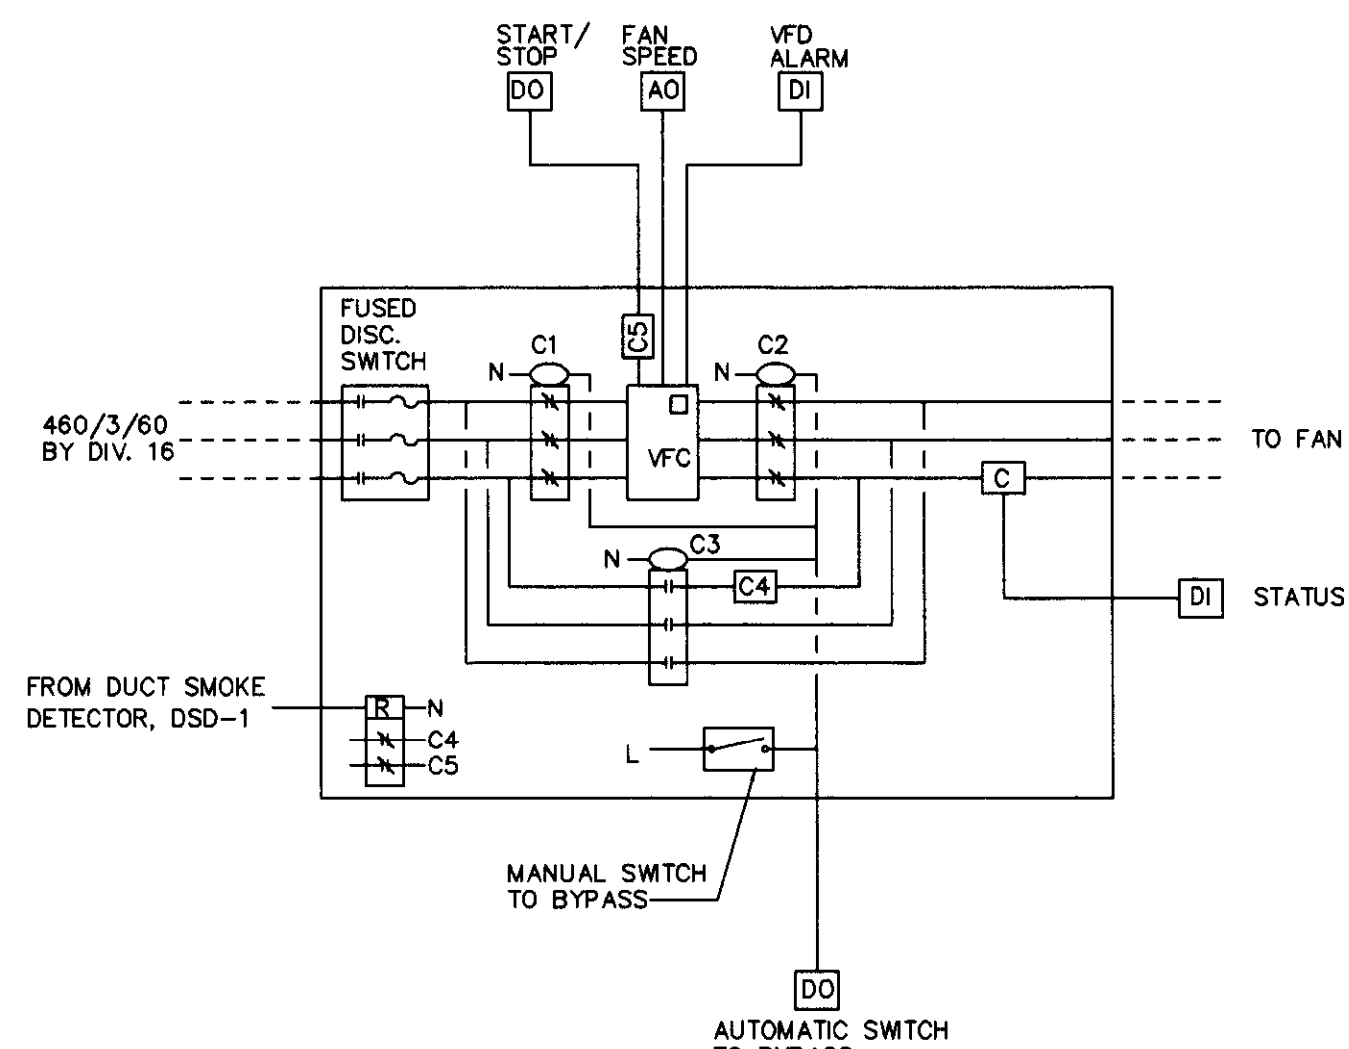 START/
STOP
FAN
SPEED
VFD
ALARM
DO
AO
DI
FUSED
DISC.
SWITCH
C5
C1
N
C2
N
460/3/60
BY DIV. 16
VFC
TO FAN
C
N
C3
C4
DI
STATUS
FROM DUCT SMOKE
DETECTOR, DSD-1
R
N
C4
C5
L
MANUAL SWITCH
TO BYPASS
DO
AUTOMATIC SWITCH
TO BYPASS